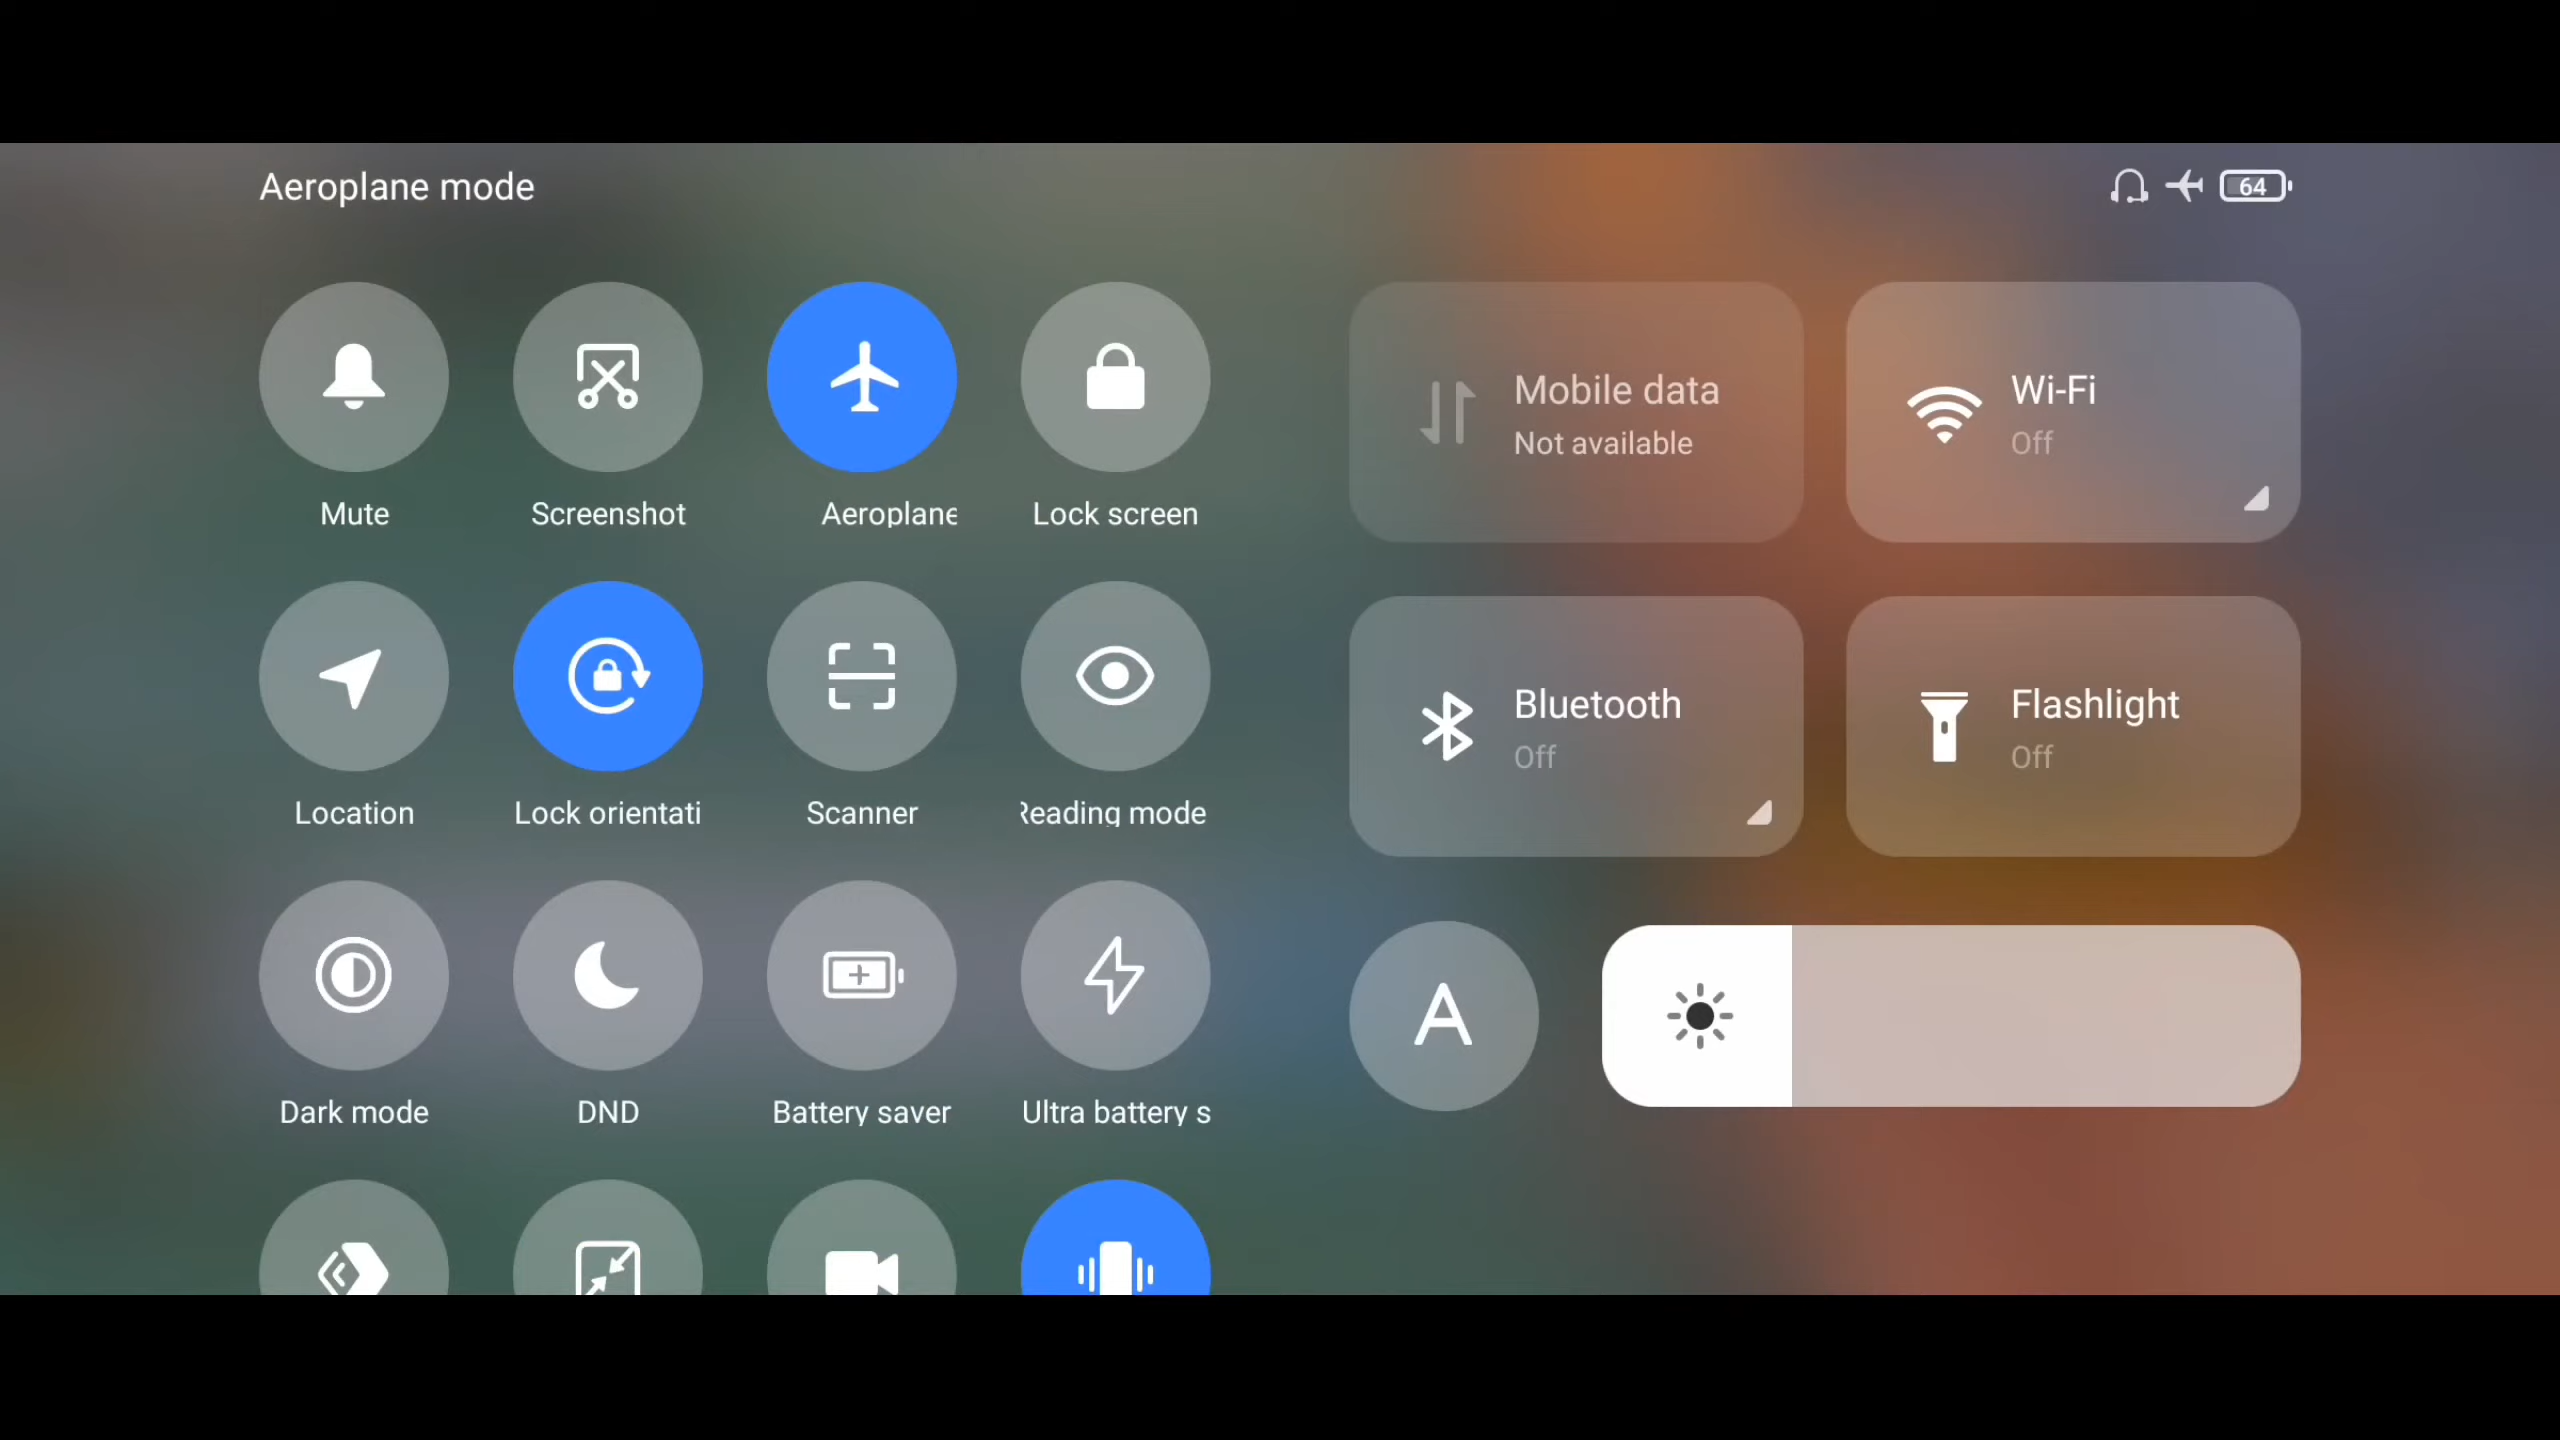 Aeroplane mode
64
Mute
Screenshot
Aeroplane
Lock screen
Mobile data
Not available
Wi-Fi
Off
Location
Lock orientati
Scanner
Reading mode
Bluetooth
Off
Flashlight
Off
Dark mode
DND
Battery saver
Ultra battery s
A